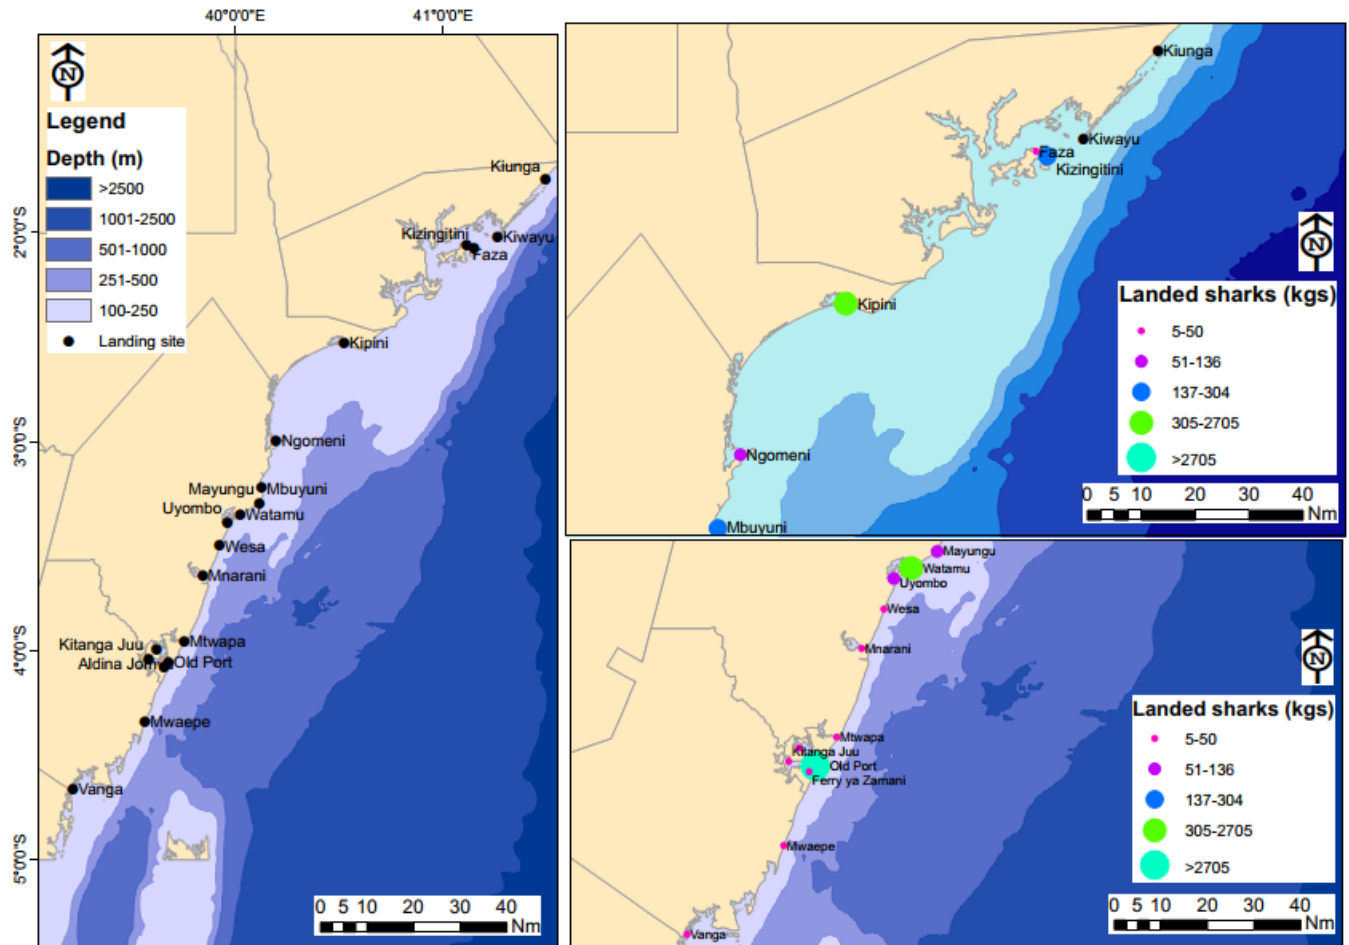 40°0'0"E
41°0'0"E
N
Legend
Depth (m)
>2500
1001-2500
501-1000
251-500
100-250
Landing site
2°0'0"S
3°0'0"S
4°0'0"S
5°0'0"S
Kiunga
Kizingitini
Kiwayu
Faza
Kipini
Ngomeni
Mayungu
Mbuyuni
Uyombo
Watamu
Wesa
Mnarani
Kitanga Juu
Mtwapa
Aldina
Old Port
Mwaepe
Vanga
0 5 10 20 30 40
Nm
Kiunga
Kiwayu
Faza
Kizingitini
N
Kipini
Landed sharks (kgs)
5-50
51-136
137-304
305-2705
>2705
Ngomeni
0 5 10 20 30 40
Nm
Mbuyuni
Mayungu
Watamu
Uyombo
Wesa
Mnarani
N
Landed sharks (kgs)
5-50
51-136
137-304
305-2705
>2705
Mtwapa
Kitanga Juu
Old Port
Ferry ya Zamani
Mwaepe
0 5 10 20 30 40
Nm
Vanga